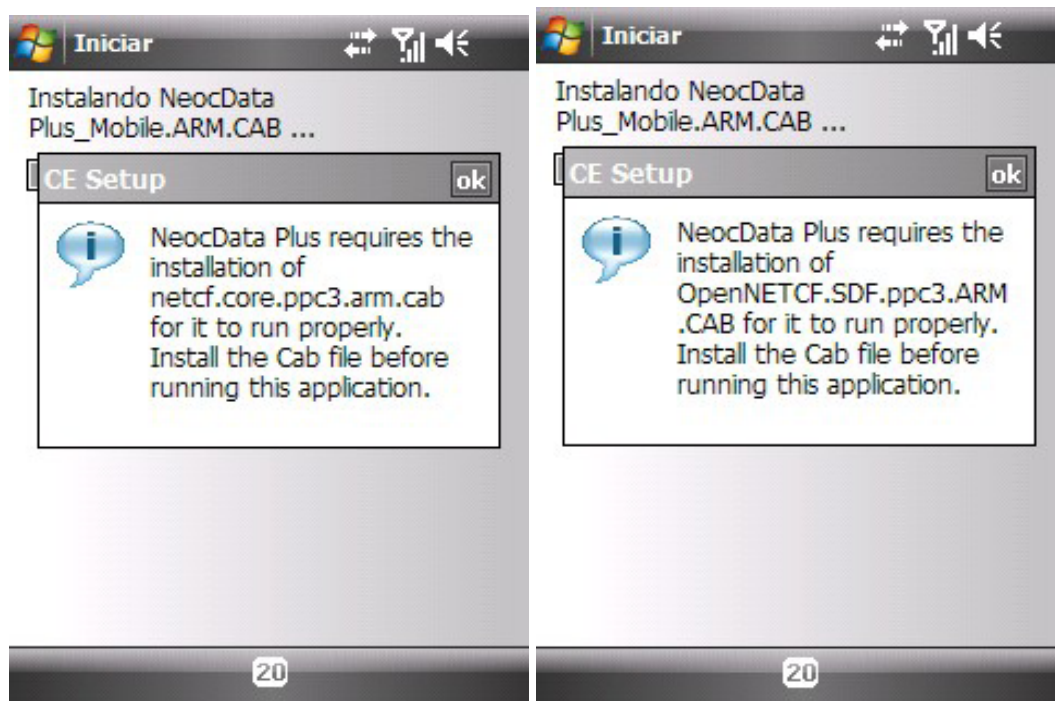 Iniciar
Instalando NeocData
Plus_Mobile.ARM.CAB ...
CE Setup
ok
NeocData Plus requires the
installation of
netcf.core.ppc3.arm.cab
for it to run properly.
Install the Cab file before
running this application.
20
Iniciar
Instalando NeocData
Plus_Mobile.ARM.CAB ...
CE Setup
ok
NeocData Plus requires the
installation of
OpenNETCF.SDF.ppc3.ARM
.CAB for it to run properly.
Install the Cab file before
running this application.
20